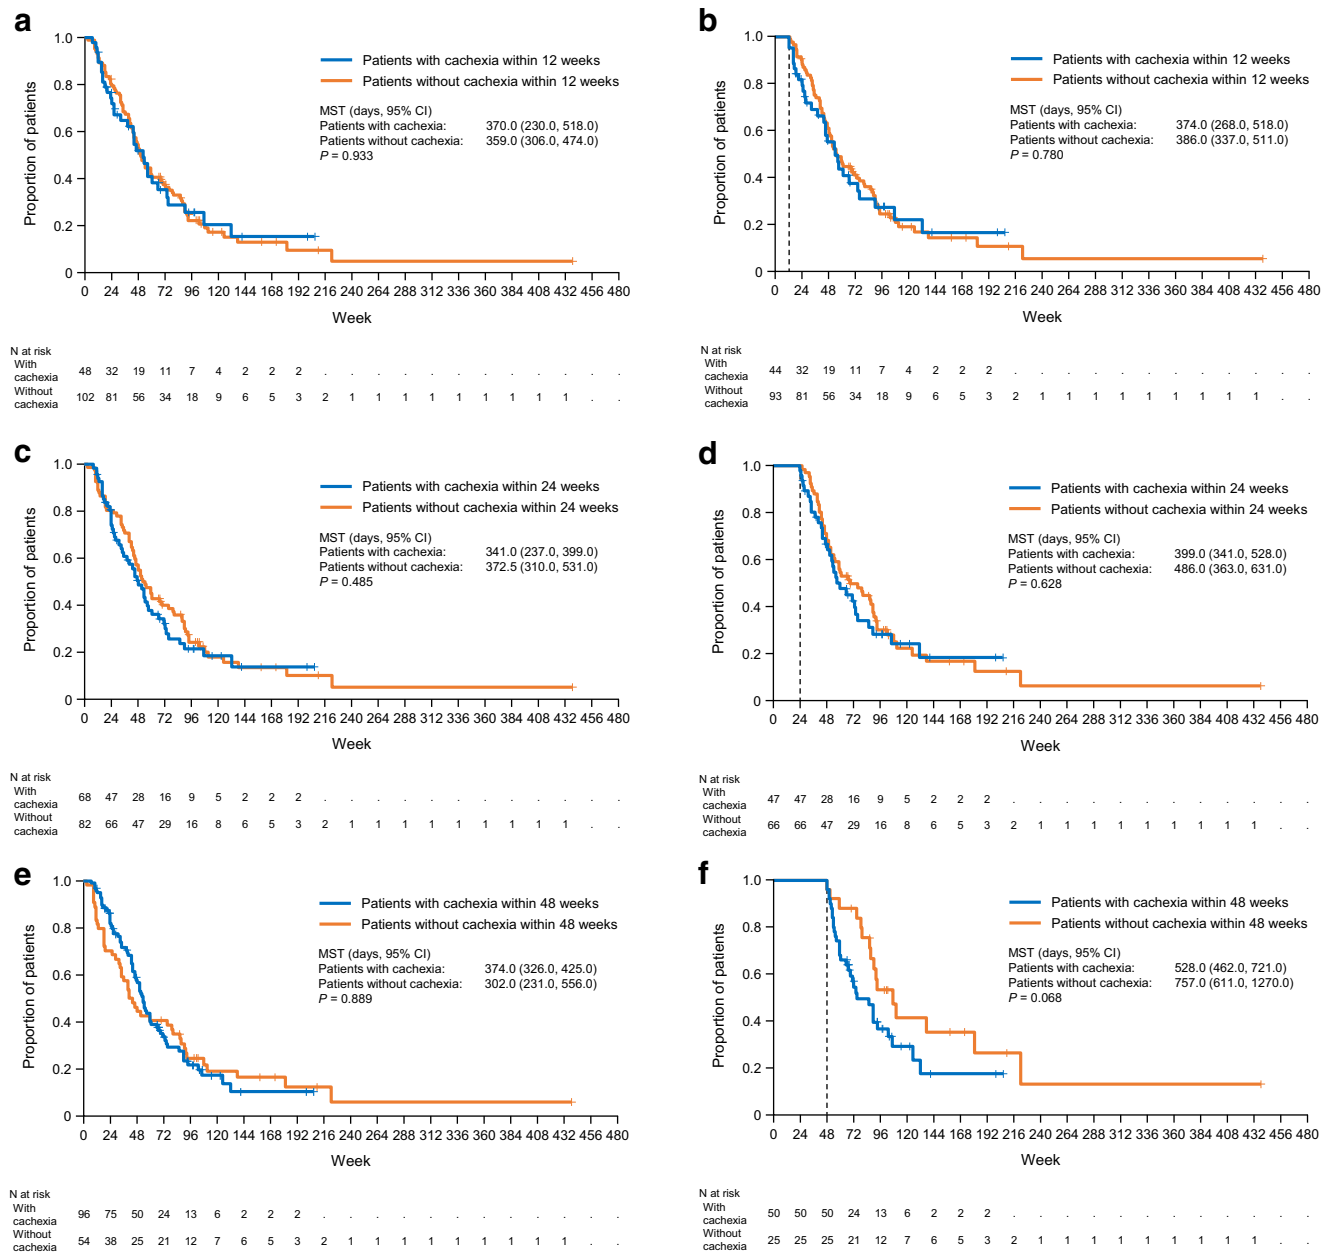 a
Proportion of patients
1.0
0.8
0.6
0.4
0.2
0
Patients with cachexia within 12 weeks
Patients without cachexia within 12 weeks
MST (days, 95% CI)
Patients with cachexia: 370.0 (230.0, 518.0)
Patients without cachexia: 359.0 (306.0, 474.0)
P = 0.933
0 24 48 72 96 120 144 168 192 216 240 264 288 312 336 360 384 408 432 456 480
Week
N at risk
With cachexia 48 32 19 11 7 4 2 2 2 . . . . . . . . . . . .
Without cachexia 102 81 56 34 18 9 6 5 3 2 1 1 1 1 1 1 1 1 1 . .
b
Proportion of patients
1.0
0.8
0.6
0.4
0.2
0
Patients with cachexia within 12 weeks
Patients without cachexia within 12 weeks
MST (days, 95% CI)
Patients with cachexia: 374.0 (268.0, 518.0)
Patients without cachexia: 386.0 (337.0, 511.0)
P = 0.780
0 24 48 72 96 120 144 168 192 216 240 264 288 312 336 360 384 408 432 456 480
Week
N at risk
With cachexia 44 32 19 11 7 4 2 2 2 . . . . . . . . . . . .
Without cachexia 93 81 56 34 18 9 6 5 3 2 1 1 1 1 1 1 1 1 1 . .
c
Proportion of patients
1.0
0.8
0.6
0.4
0.2
0
Patients with cachexia within 24 weeks
Patients without cachexia within 24 weeks
MST (days, 95% CI)
Patients with cachexia: 341.0 (237.0, 399.0)
Patients without cachexia: 372.5 (310.0, 531.0)
P = 0.485
0 24 48 72 96 120 144 168 192 216 240 264 288 312 336 360 384 408 432 456 480
Week
N at risk
With cachexia 68 47 28 16 9 5 2 2 2 . . . . . . . . . . . .
Without cachexia 82 66 47 29 16 8 6 5 3 2 1 1 1 1 1 1 1 1 1 . .
d
Proportion of patients
1.0
0.8
0.6
0.4
0.2
0
Patients with cachexia within 24 weeks
Patients without cachexia within 24 weeks
MST (days, 95% CI)
Patients with cachexia: 399.0 (341.0, 528.0)
Patients without cachexia: 486.0 (363.0, 631.0)
P = 0.628
0 24 48 72 96 120 144 168 192 216 240 264 288 312 336 360 384 408 432 456 480
Week
N at risk
With cachexia 47 47 28 16 9 5 2 2 2 . . . . . . . . . . . .
Without cachexia 66 66 47 29 16 8 6 5 3 2 1 1 1 1 1 1 1 1 1 . .
e
Proportion of patients
1.0
0.8
0.6
0.4
0.2
0
Patients with cachexia within 48 weeks
Patients without cachexia within 48 weeks
MST (days, 95% CI)
Patients with cachexia: 374.0 (326.0, 425.0)
Patients without cachexia: 302.0 (231.0, 556.0)
P = 0.889
0 24 48 72 96 120 144 168 192 216 240 264 288 312 336 360 384 408 432 456 480
Week
N at risk
With cachexia 96 75 50 24 13 6 2 2 2 . . . . . . . . . . . .
Without cachexia 54 38 25 21 12 7 6 5 3 2 1 1 1 1 1 1 1 1 1 . .
f
Proportion of patients
1.0
0.8
0.6
0.4
0.2
0
Patients with cachexia within 48 weeks
Patients without cachexia within 48 weeks
MST (days, 95% CI)
Patients with cachexia: 528.0 (462.0, 721.0)
Patients without cachexia: 757.0 (611.0, 1270.0)
P = 0.068
0 24 48 72 96 120 144 168 192 216 240 264 288 312 336 360 384 408 432 456 480
Week
N at risk
With cachexia 50 50 50 24 13 6 2 2 2 . . . . . . . . . . . .
Without cachexia 25 25 25 21 12 7 6 5 3 2 1 1 1 1 1 1 1 1 1 . .